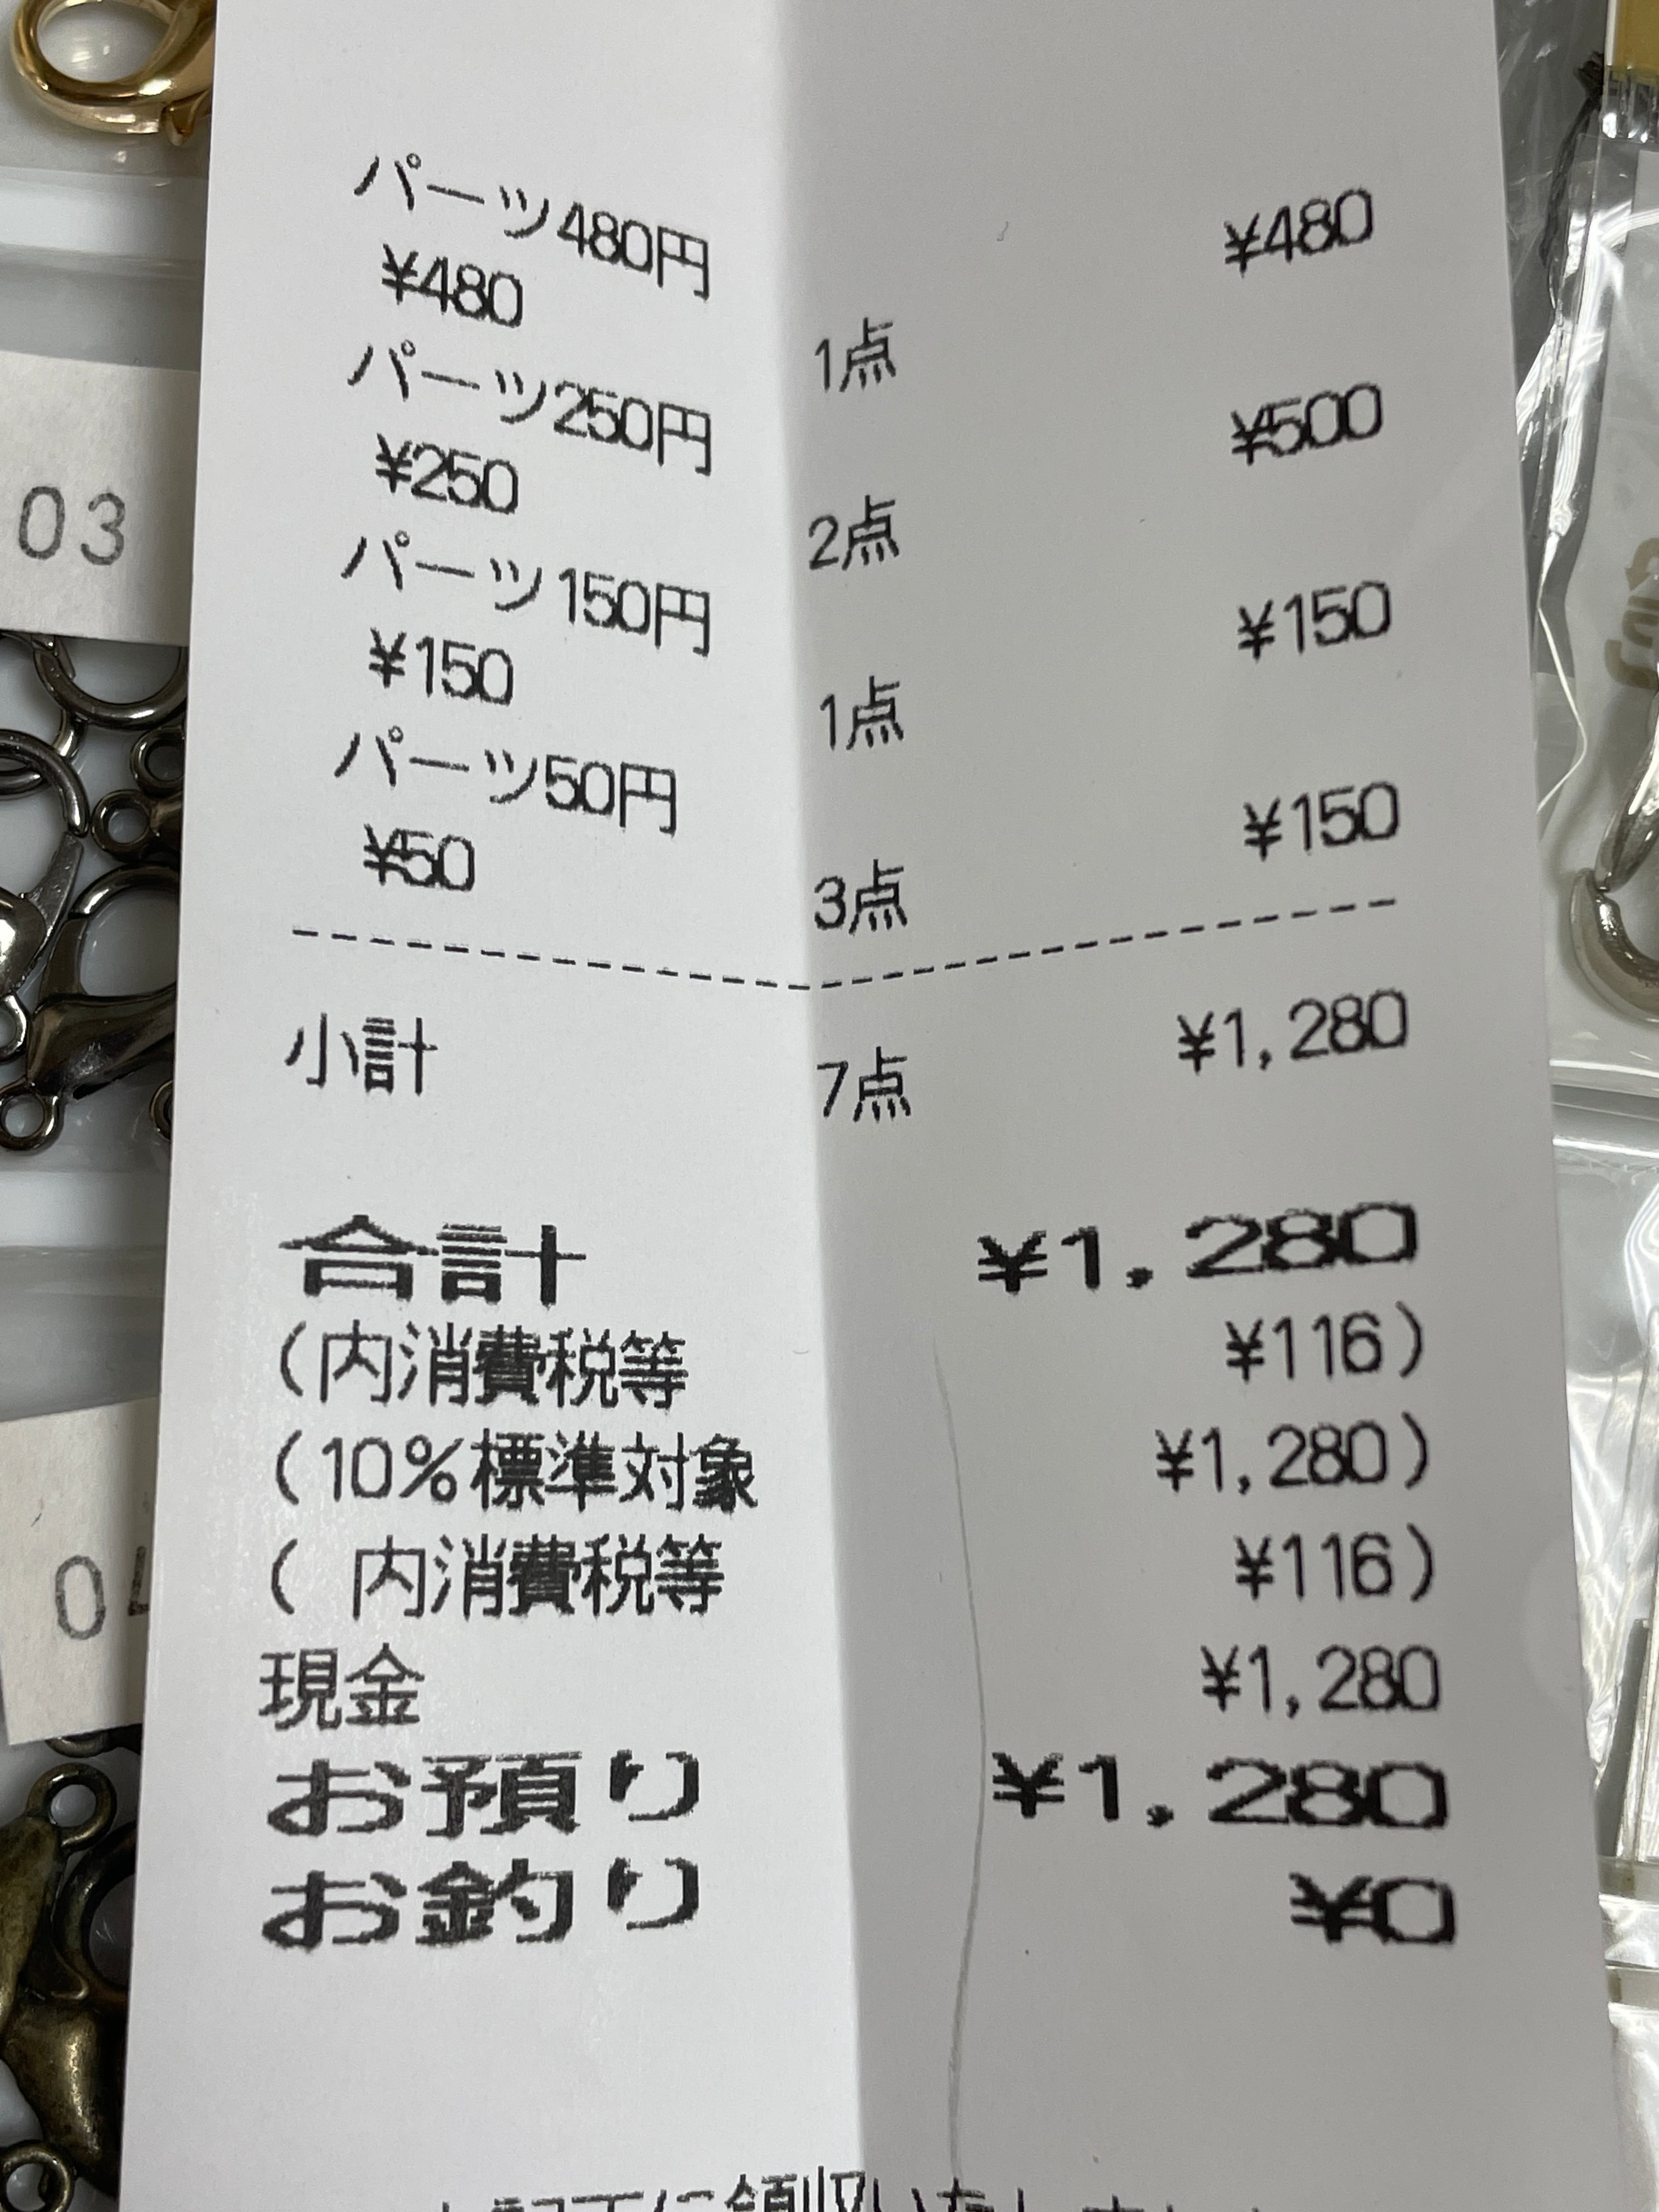 パーツ480円 ¥480
¥480 1点
パーツ250円 ¥500
¥250 2点
パーツ150円 ¥150
¥150 1点
パーツ50円 ¥150
¥50 3点
小計 7点 ¥1,280
合計 ¥1,280
(内消費税等 ¥116)
(10%標準対象 ¥1,280)
( 内消費税等 ¥116)
現金 ¥1,280
お預り ¥1,280
お釣り ¥0
03